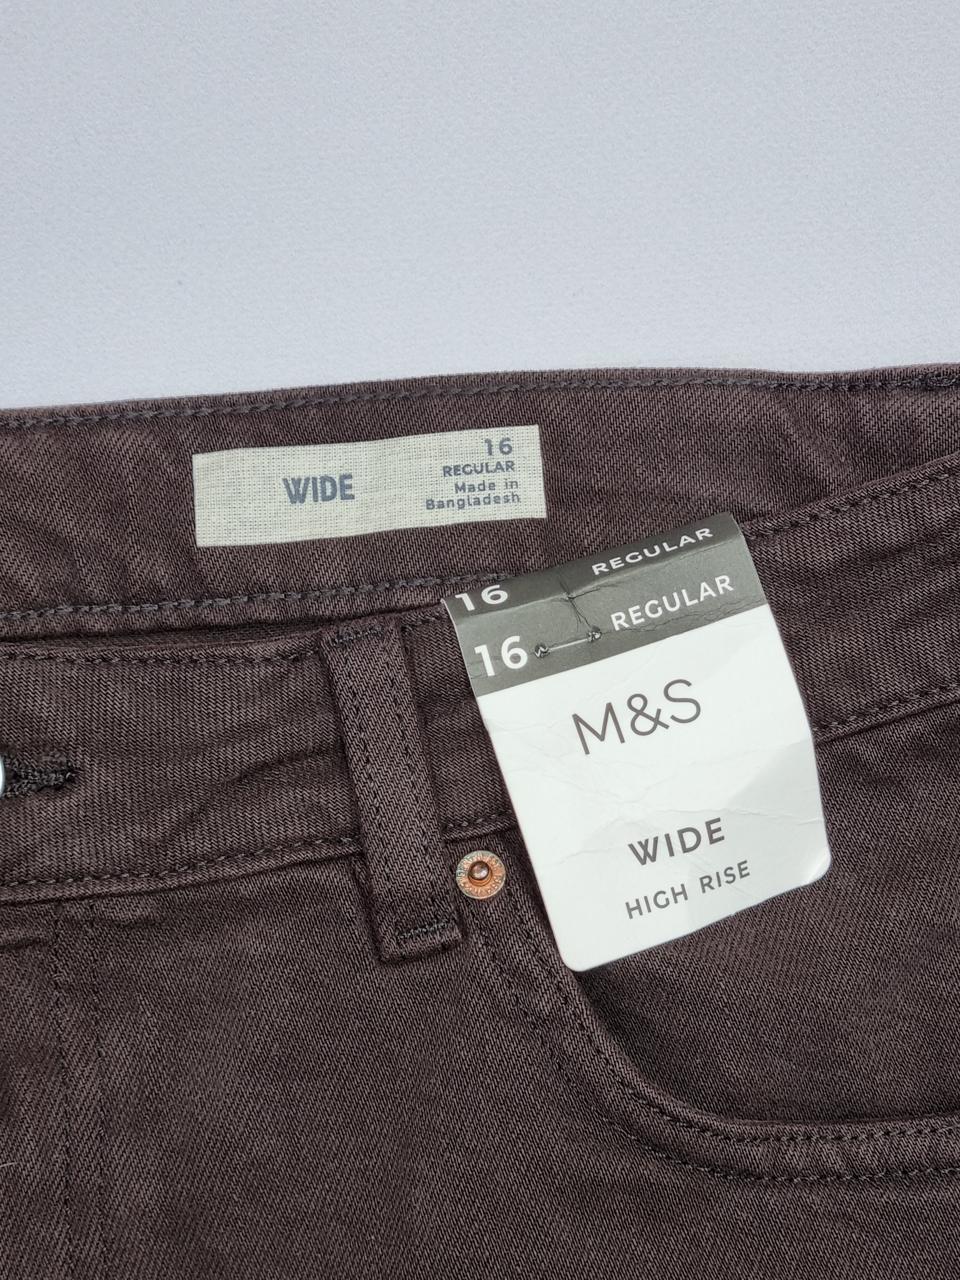 WIDE
16
REGULAR
Made in
Bangladesh
16 REGULAR
16 REGULAR
M&S
WIDE
HIGH RISE